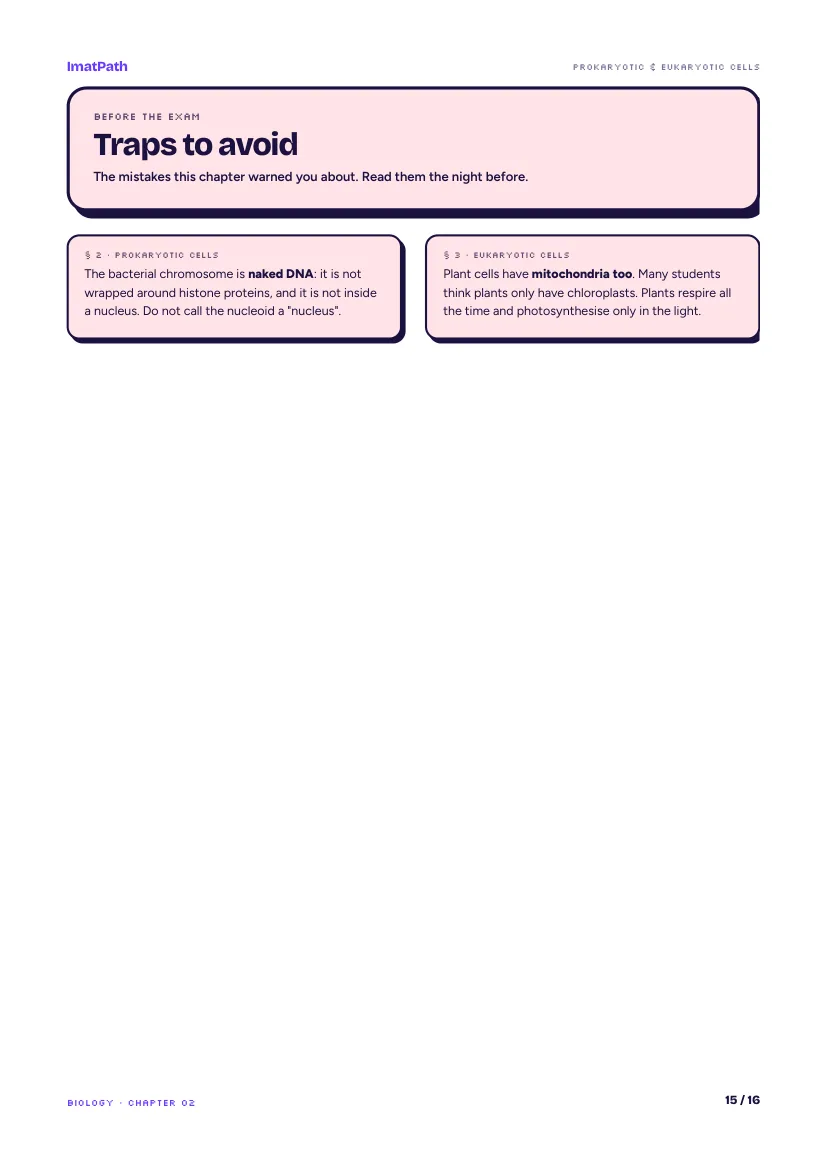 ImatPath
PROKARYOTIC & EUKARYOTIC CELLS
BEFORE THE EXAM
Traps to avoid
The mistakes this chapter warned you about. Read them the night before.
§ 2 · PROKARYOTIC CELLS
The bacterial chromosome is naked DNA: it is not
wrapped around histone proteins, and it is not inside
a nucleus. Do not call the nucleoid a "nucleus".
§ 3 · EUKARYOTIC CELLS
Plant cells have mitochondria too. Many students
think plants only have chloroplasts. Plants respire all
the time and photosynthesise only in the light.
BIOLOGY · CHAPTER 02
15 / 16